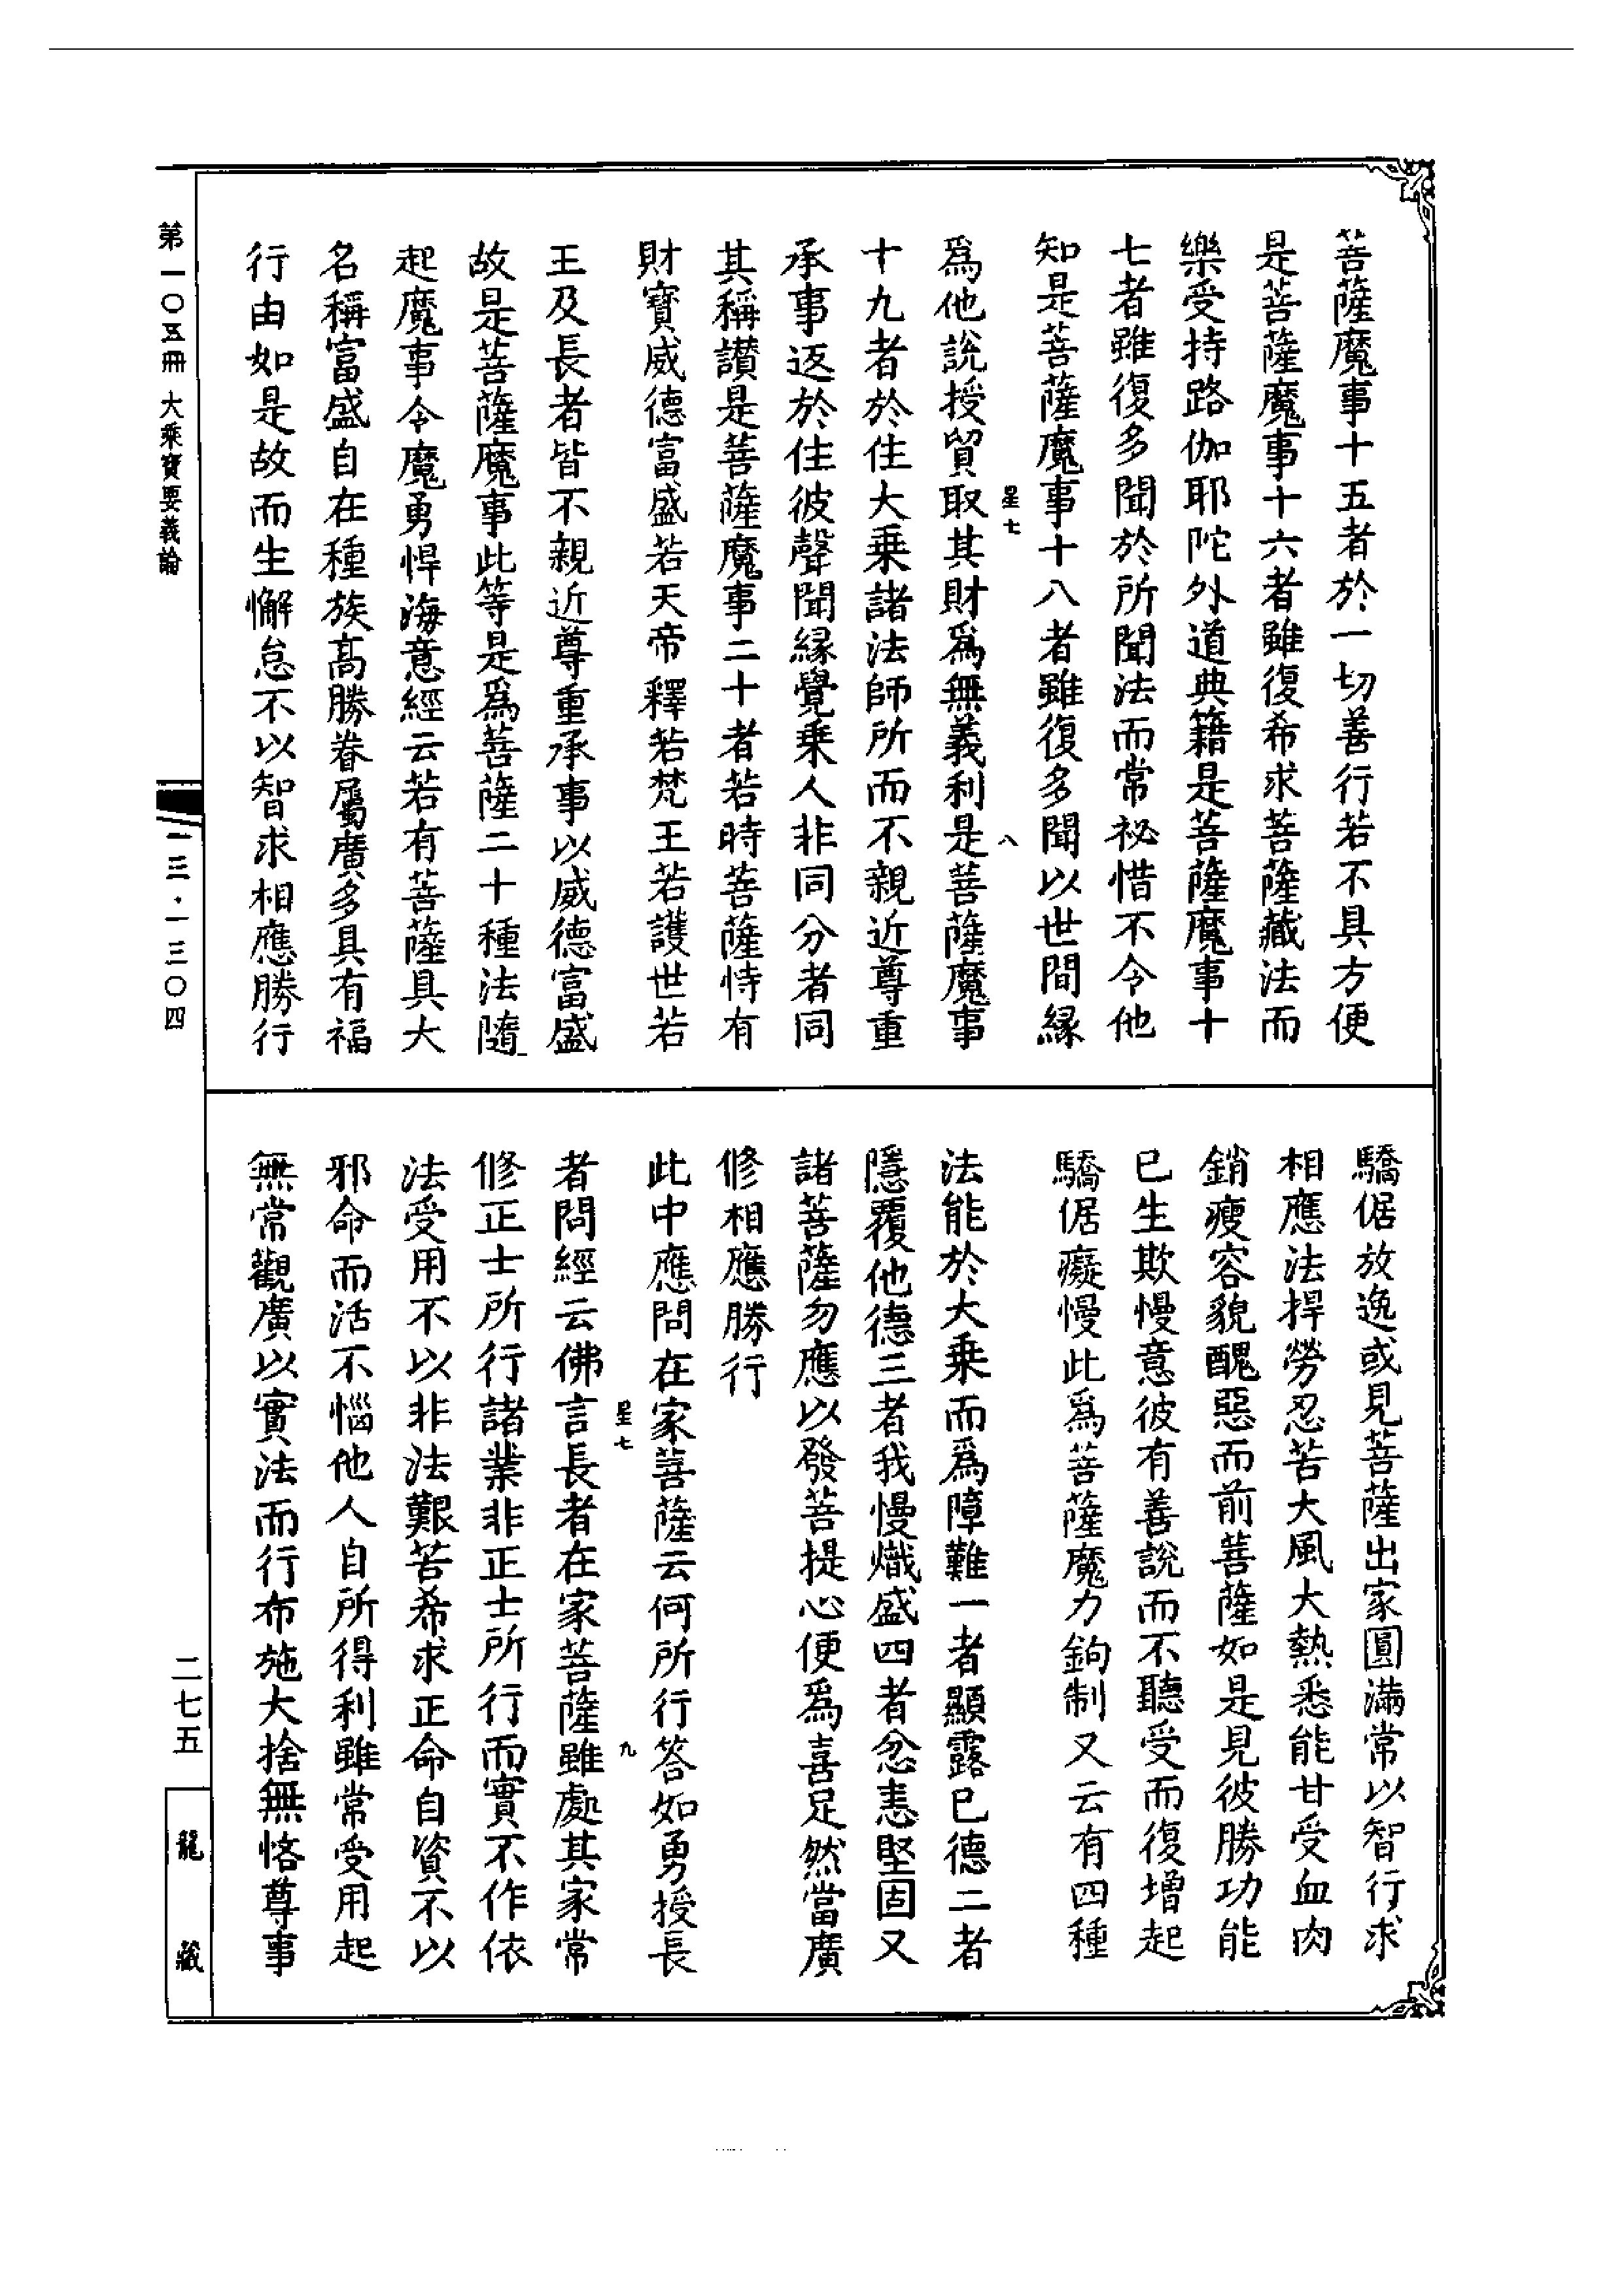 菩薩魔事十五者於一切善行若不具方便
是菩薩魔事十六者雖復希求菩薩藏法而
樂受持路伽耶陀外道典籍是菩薩魔事十
七者雖復多聞於所聞法而常祕惜不令他
知是菩薩魔事十八者雖復多聞以世間緣
星七
八
爲他說授貿取其財爲無義利是菩薩魔事
十九者於住大乗諸法師所而不親近尊重
承事返於住彼聲聞緣覺乗人非同分者同
其稱讚是菩薩魔事二十者若時菩薩恃有
財寶威德富盛若天帝釋若梵王若護世若
王及長者皆不親近尊重承事以威德富盛
故是菩薩魔事此等是爲菩薩二十種法隨
起魔事令魔勇悍海意經云若有菩薩具大
名稱富盛自在種族高勝眷屬廣多具有福
行由如是故而生懈怠不以智求相應勝行
驕倨放逸或見菩薩出家圓滿常以智行求
相應法捍勞忍苦大風大熱悉能甘受血肉
銷瘦容貌醜惡而前菩薩如是見彼勝功能
已生欺慢意彼有善說而不聽受而復增起
驕倨癡慢此爲菩薩魔力鉤制又云有四種
法能於大乗而爲障難一者顯露已德二者
隱覆他德三者我慢熾盛四者忿恚堅固又
諸菩薩勿應以發菩提心便爲喜足然當廣
修相應勝行
此中應問在家菩薩云何所行答如勇授長
星七
九
者問經云佛言長者在家菩薩雖處其家常
修正士所行諸業非正士所行而實不作依
法受用不以非法艱苦希求正命自資不以
邪命而活不惱他人自所得利雖常受用起
無常觀廣以實法而行布施大捨無悋尊事
第一〇五冊 大乘寶要義論
一三·一三〇四
二七五
龍藏